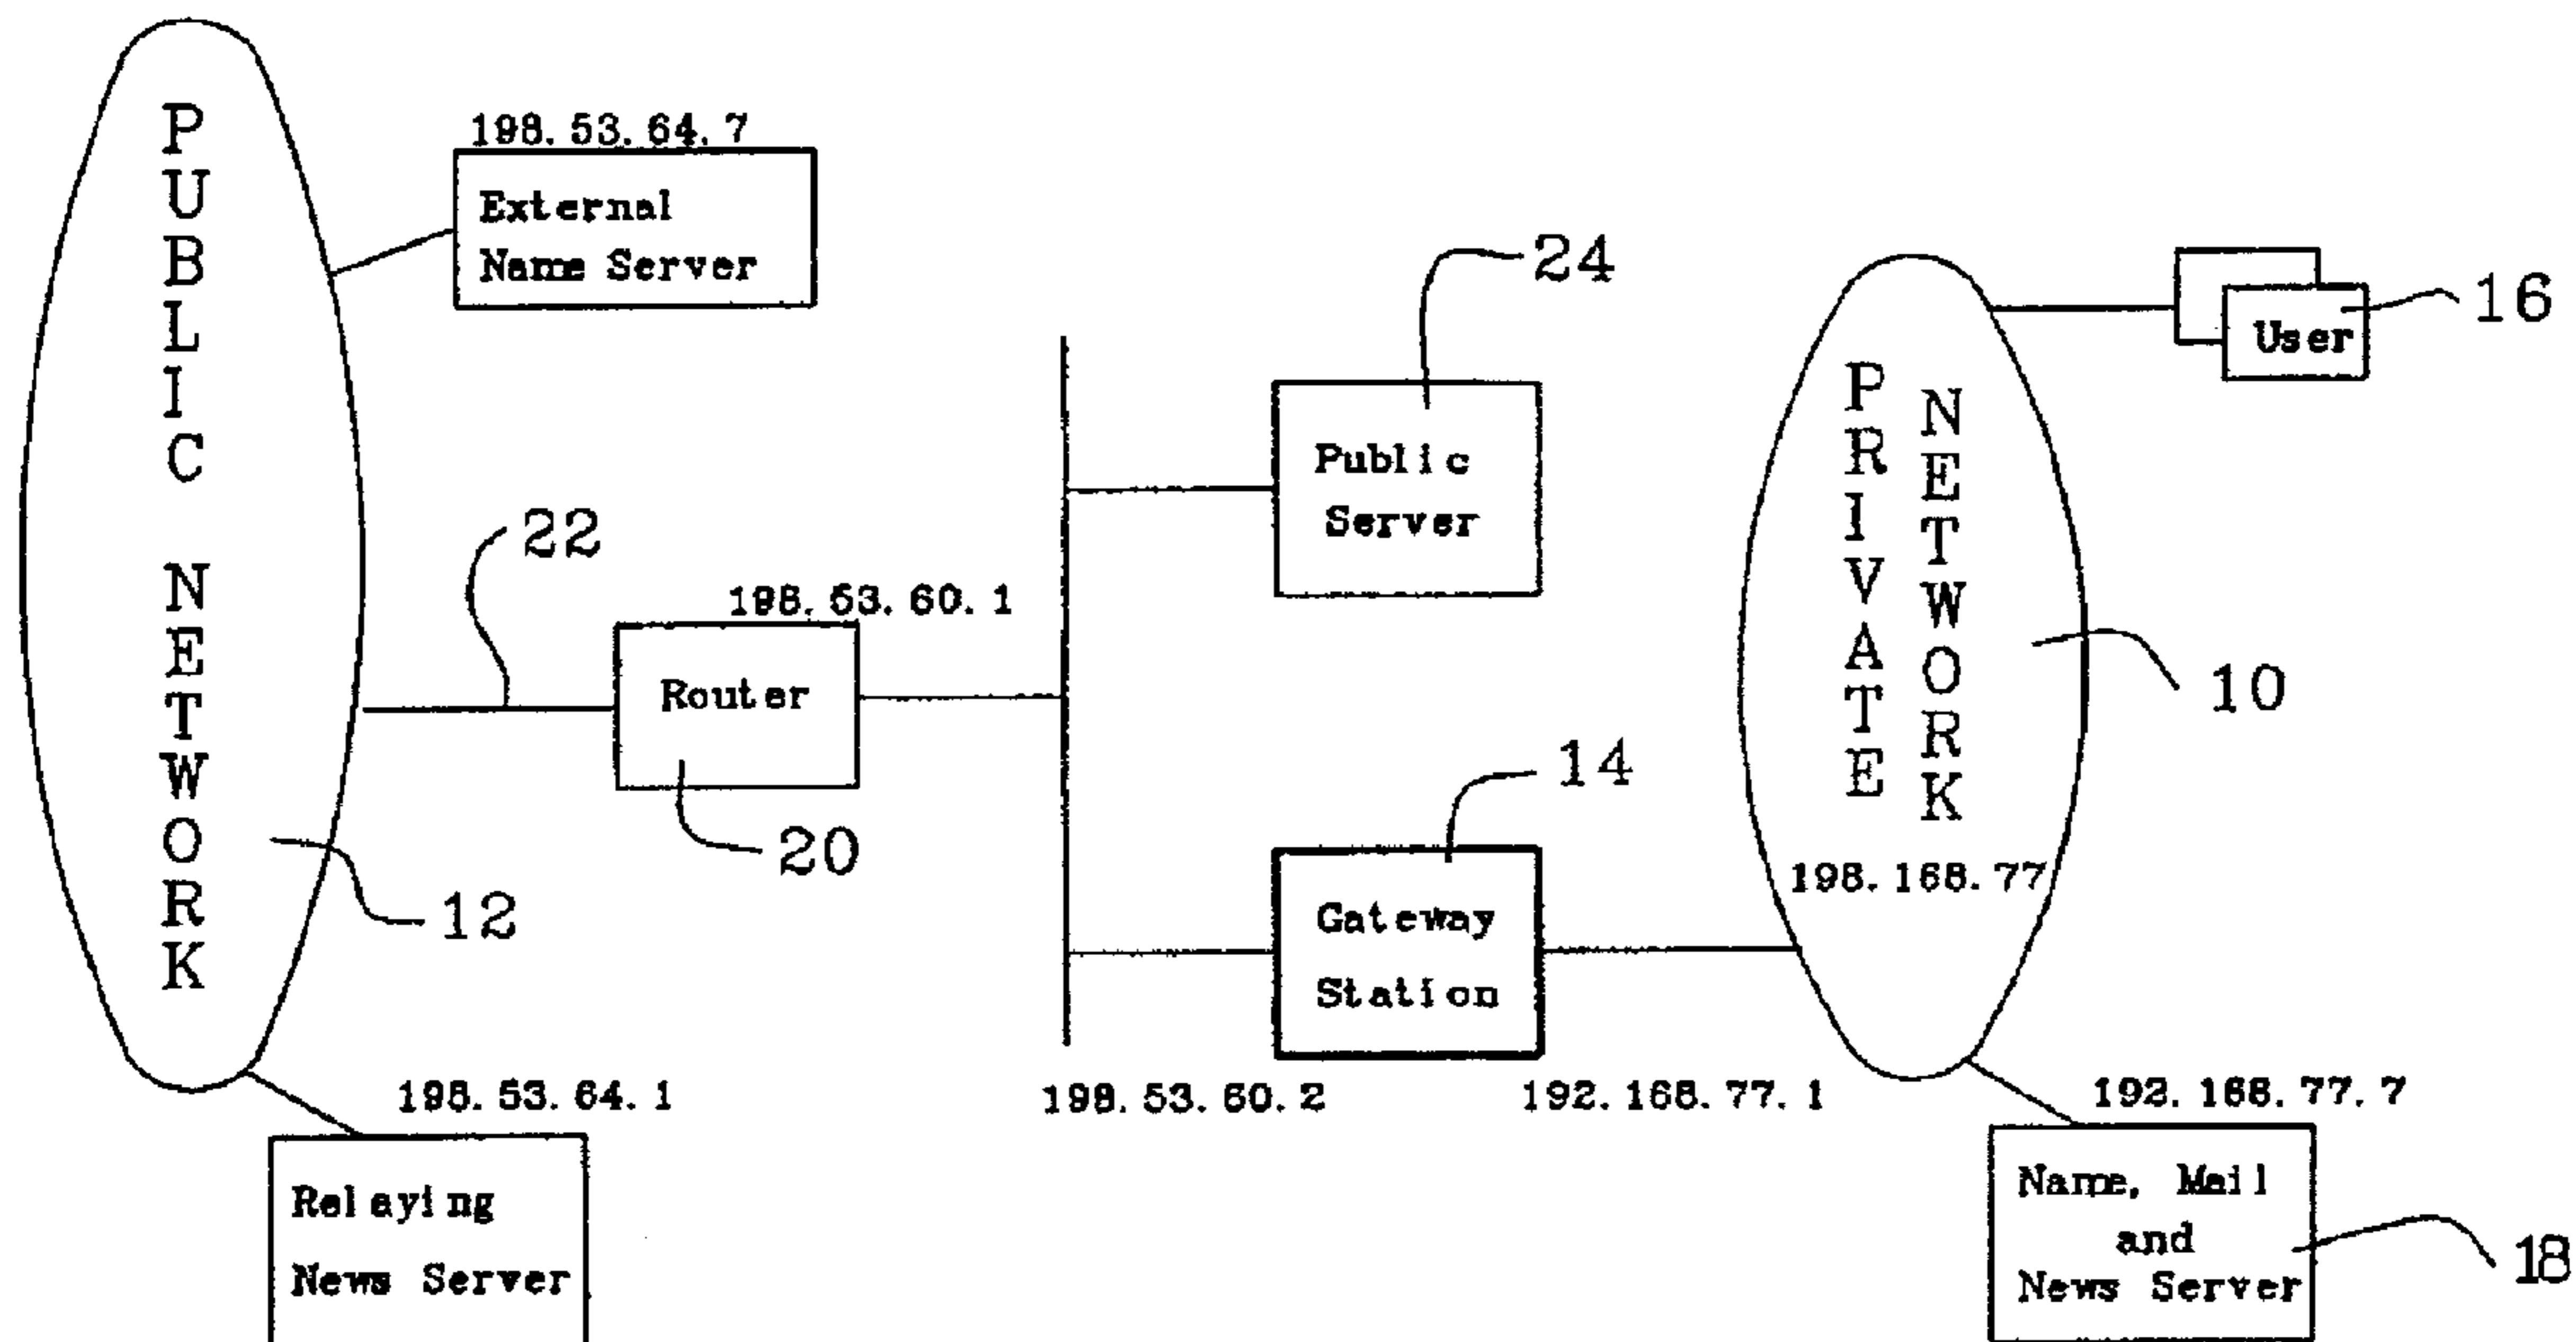 PUBLIC NETWORK
198.53.64.7
External
Name Server
22
198.53.60.1
Router
20
12
198.53.64.1
Relaying
News Server
24
Public
Server
14
Gateway
Station
198.53.60.2
192.168.77.1
PRIVATE
NETWORK
198.168.77
10
User
16
192.168.77.7
Name, Mail
and
News Server
18